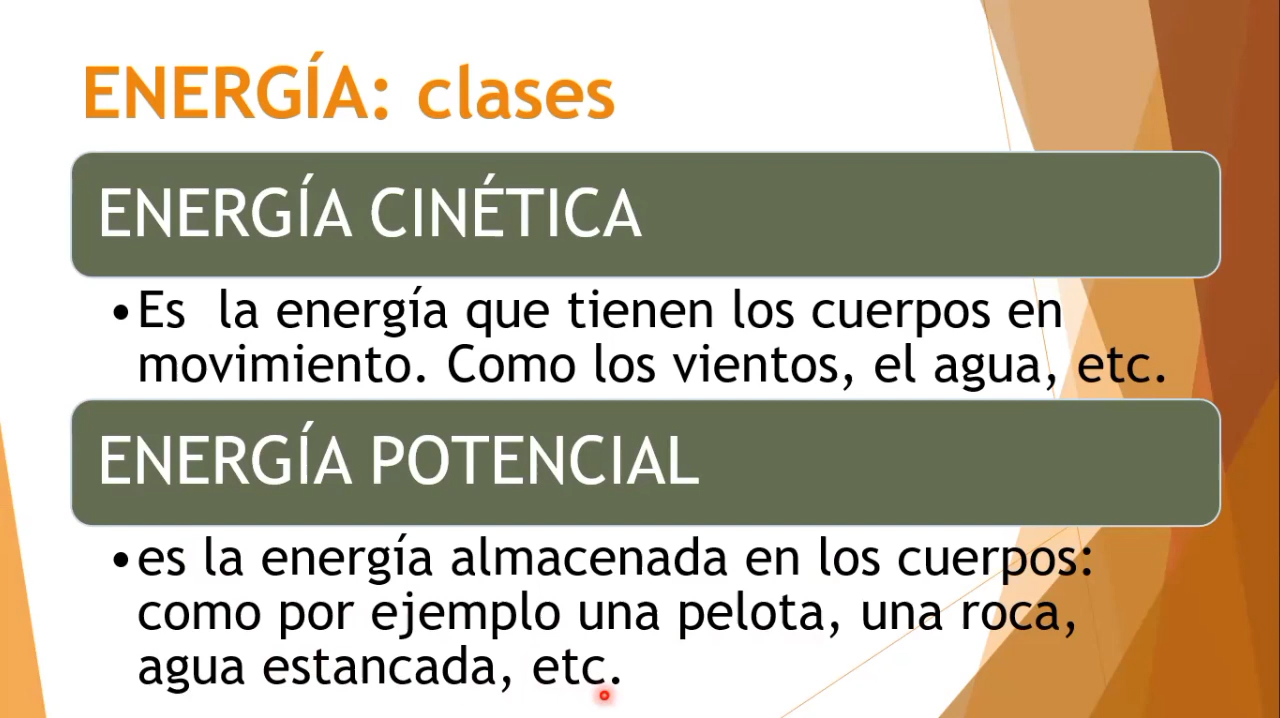 ENERGÍA: clases
ENERGÍA CINÉTICA
•Es  la energía que tienen los cuerpos en
movimiento. Como los vientos, el agua, etc.
ENERGÍA POTENCIAL
•es la energía almacenada en los cuerpos:
como por ejemplo una pelota, una roca,
agua estancada, etc.